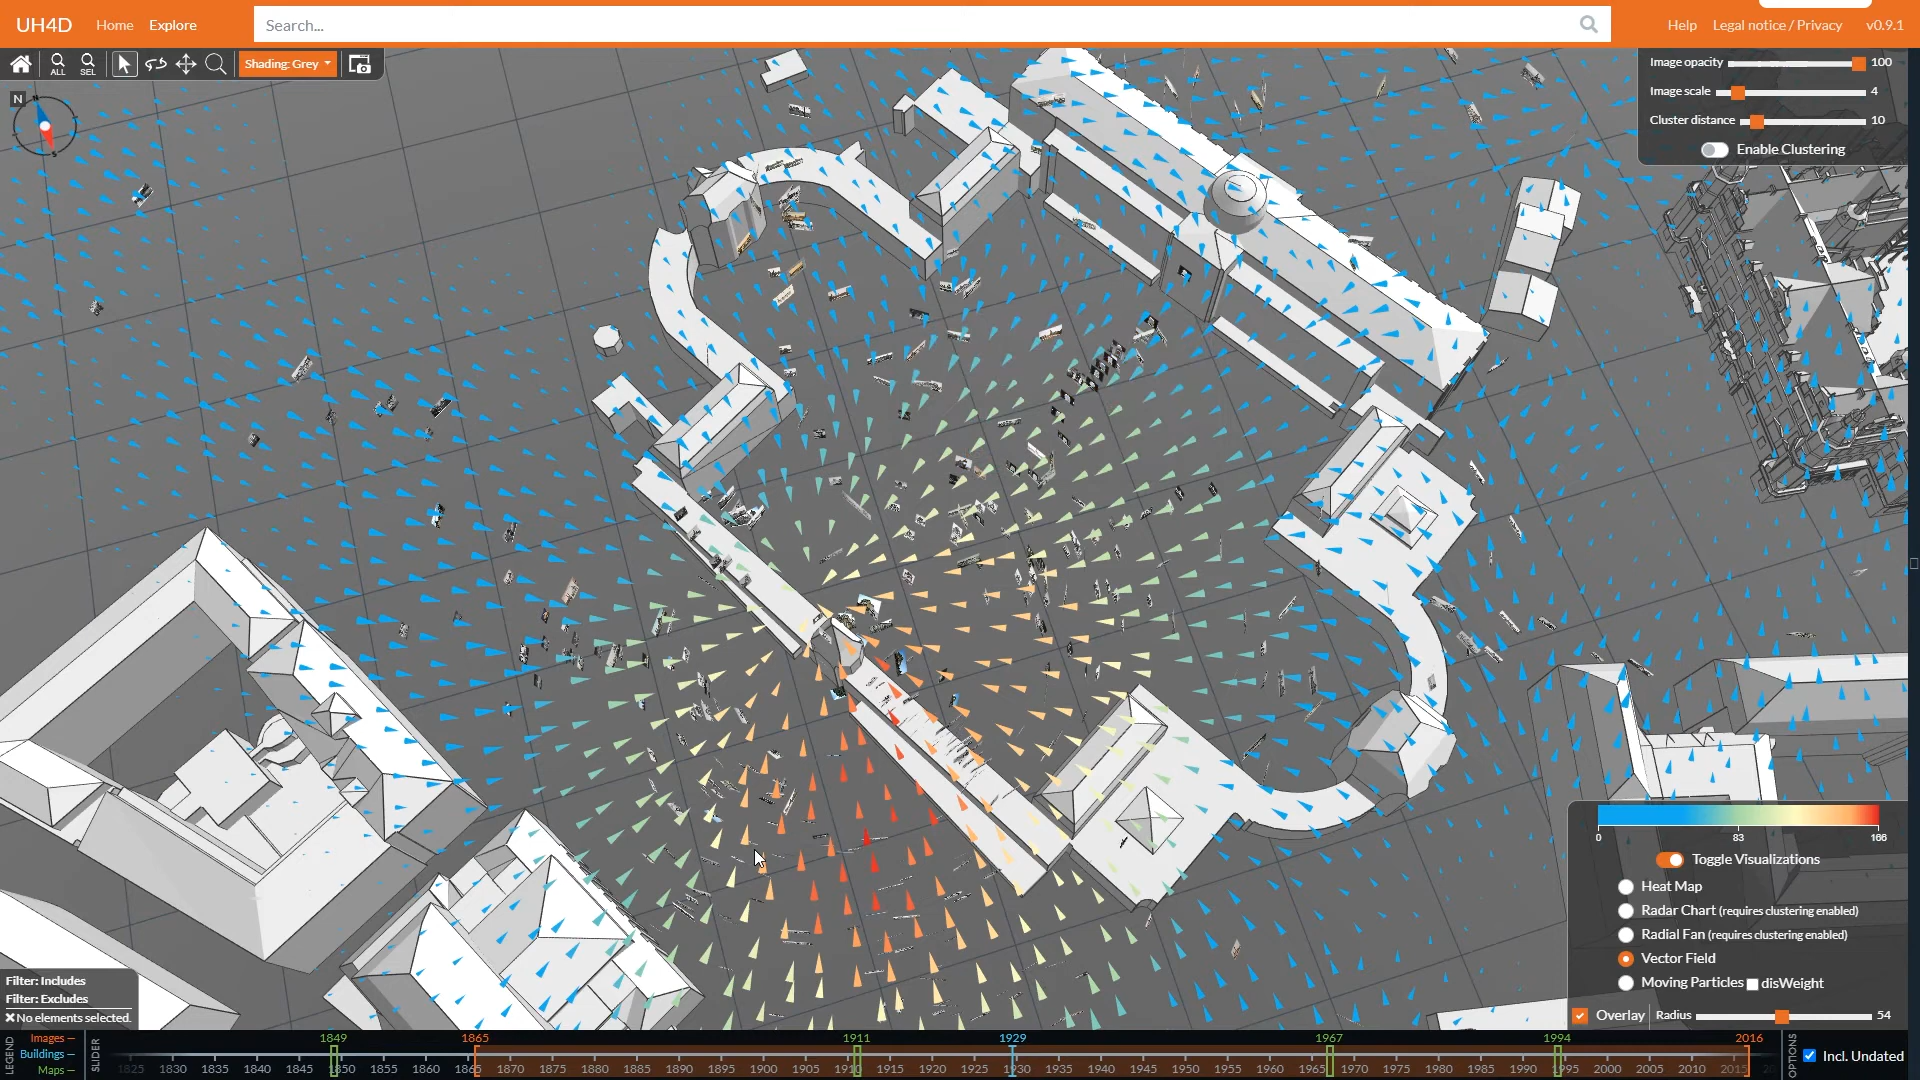 UH4D Home Explore Search... Help Legal notice / Privacy v0.9.1
ALL SEL Shading: Grey
N
S
Image opacity 100
Image scale 4
Cluster distance 10
Enable Clustering
0 83 166
Toggle Visualizations
Heat Map
Radar Chart (requires clustering enabled)
Radial Fan (requires clustering enabled)
Vector Field
Moving Particles disWeight
Overlay Radius 54
Filter: Includes
Filter: Excludes
No elements selected.
LEGEND
Images
Buildings
Maps
SLIDER
1849 1865 1911 1929 1967 1994 2016
1825 1830 1835 1840 1845 1850 1855 1860 1865 1870 1875 1880 1885 1890 1895 1900 1905 1910 1915 1920 1925 1930 1935 1940 1945 1950 1955 1960 1965 1970 1975 1980 1985 1990 1995 2000 2005 2010 2015
OPTIONS
Incl. Undated